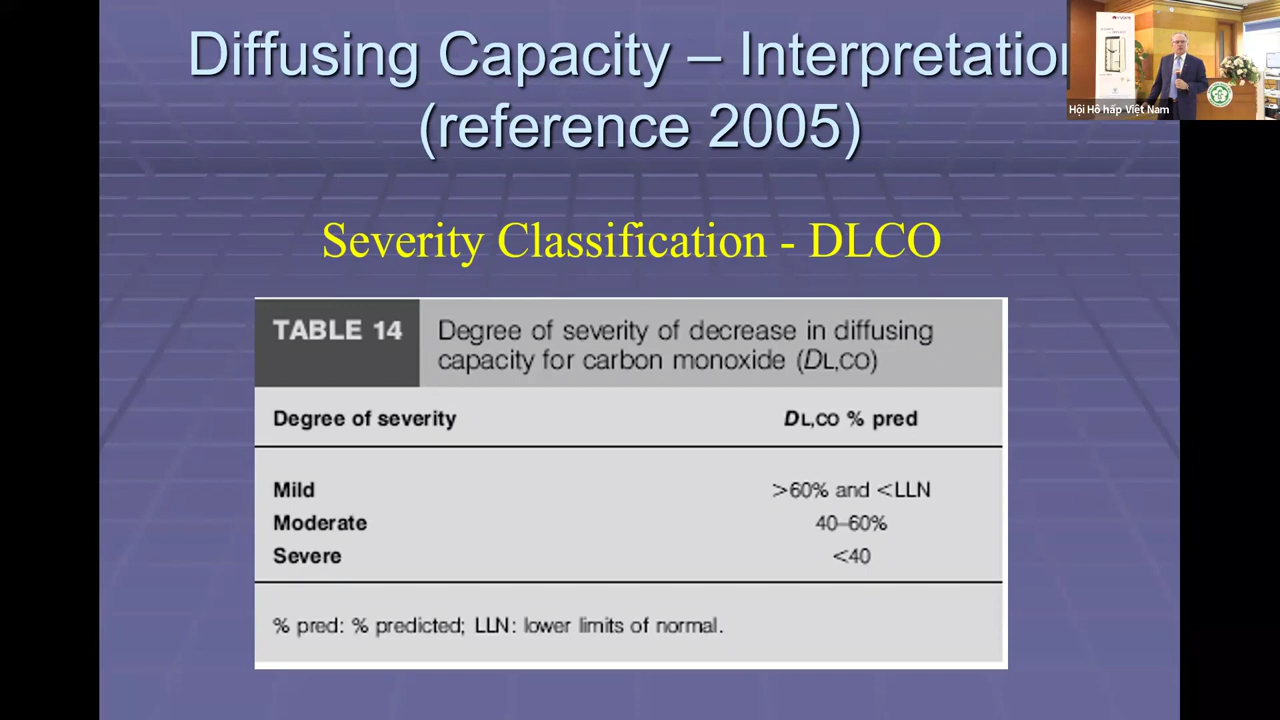 Diffusing Capacity – Interpretation
(reference 2005)
Hội Hô hấp Việt Nam
Severity Classification - DLCO
TABLE 14
Degree of severity of decrease in diffusing
capacity for carbon monoxide (DL,CO)
Degree of severity DL,CO % pred
Mild >60% and <LLN
Moderate 40–60%
Severe <40
% pred: % predicted; LLN: lower limits of normal.